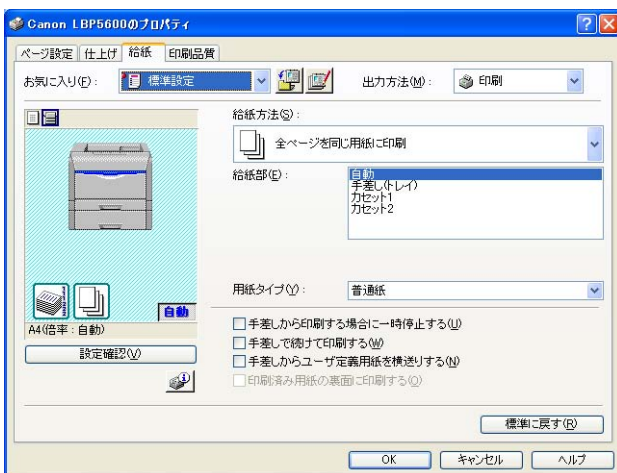 Canon LBP5600のプロパティ
ページ設定 仕上げ 給紙 印刷品質
お気に入り(F): 標準設定 出力方法(M): 印刷
給紙方法(S):
全ページを同じ用紙に印刷
給紙部(E): 自動
手差し(トレイ)
カセット1
カセット2
自動
用紙タイプ(Y): 普通紙
A4(倍率:自動)
設定確認(V)
手差しから印刷する場合に一時停止する(U)
手差しで続けて印刷する(W)
手差しからユーザ定義用紙を横送りする(N)
印刷済み用紙の裏面に印刷する(Q)
標準に戻す(R)
OK キャンセル ヘルプ